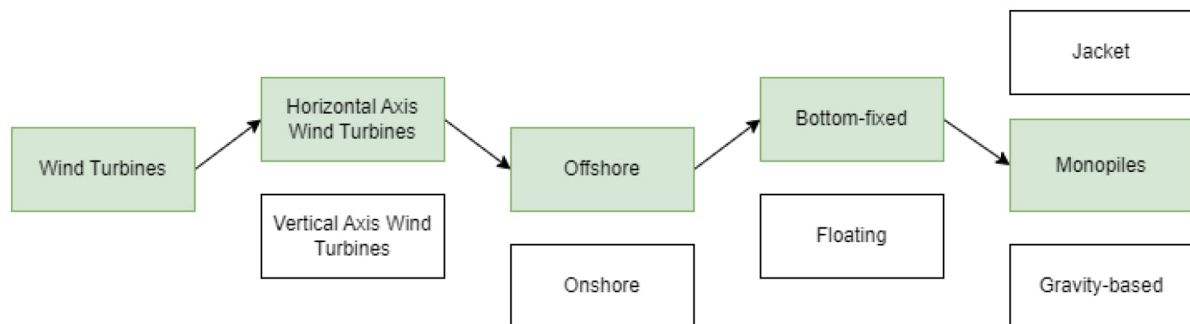 Wind Turbines
Horizontal Axis
Wind Turbines
Vertical Axis Wind
Turbines
Offshore
Onshore
Bottom-fixed
Floating
Jacket
Monopiles
Gravity-based